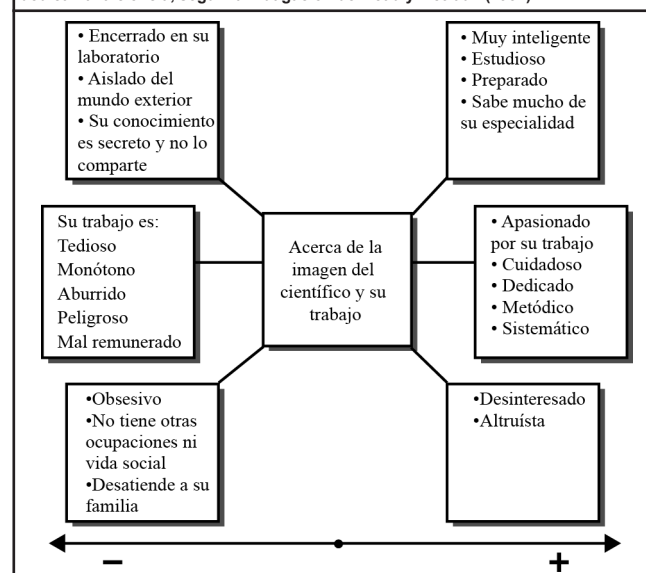 • Encerrado en su
laboratorio
• Aislado del
mundo exterior
• Su conocimiento
es secreto y no lo
comparte
• Muy inteligente
• Estudioso
• Preparado
• Sabe mucho de
su especialidad
Su trabajo es:
Tedioso
Monótono
Aburrido
Peligroso
Mal remunerado
Acerca de la
imagen del
científico y su
trabajo
• Apasionado
por su trabajo
• Cuidadoso
• Dedicado
• Metódico
• Sistemático
•Obsesivo
•No tiene otras
ocupaciones ni
vida social
•Desatiende a su
familia
•Desinteresado
•Altruísta
− +